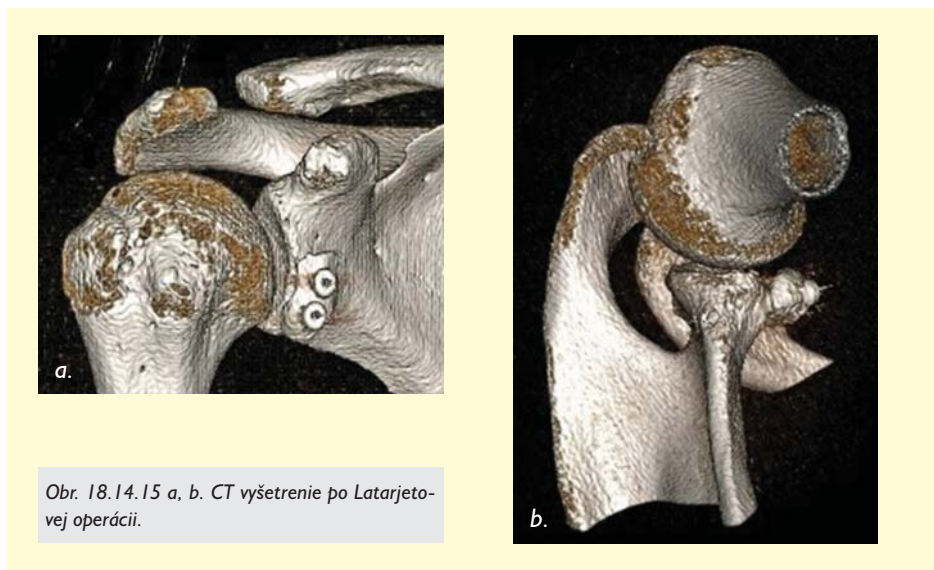 a.
b.
Obr. 18.14.15 a, b. CT vyšetrenie po Latarjeto-
vej operácii.